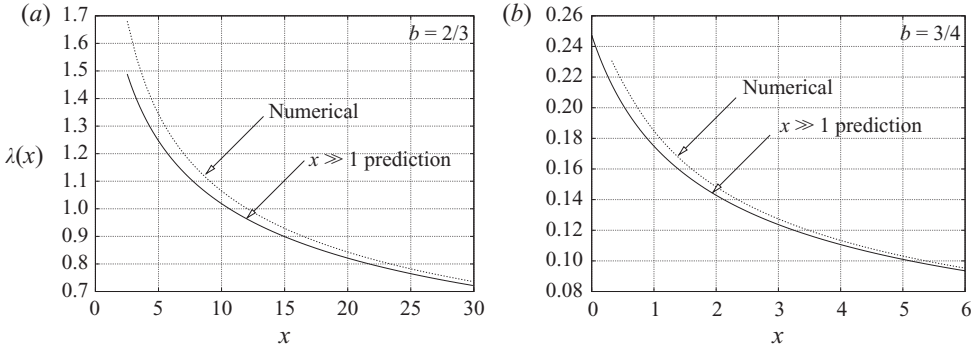 (a)
1.7
1.6
1.5
1.4
1.3
1.2
1.1
1.0
0.9
0.8
0.7
λ(x)
b = 2/3
Numerical
x ≫ 1 prediction
0 5 10 15 20 25 30
x
(b)
0.26
0.24
0.22
0.20
0.18
0.16
0.14
0.12
0.10
0.08
b = 3/4
Numerical
x ≫ 1 prediction
0 1 2 3 4 5 6
x